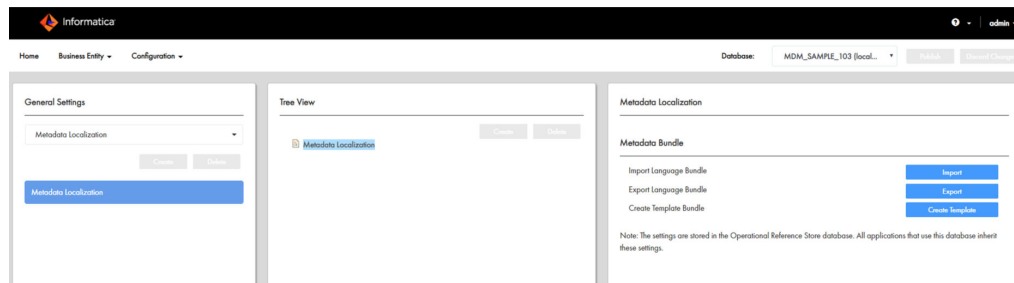 Informatica
admin
Home
Business Entity
Configuration
Database:
MDM_SAMPLE_103 (local...
Publish
Discard Change
General Settings
Metadata Localization
Create
Delete
Metadata Localization
Tree View
Create
Delete
Metadata Localization
Metadata Localization
Metadata Bundle
Import Language Bundle
Import
Export Language Bundle
Export
Create Template Bundle
Create Template
Note: The settings are stored in the Operational Reference Store database. All applications that use this database inherit
these settings.